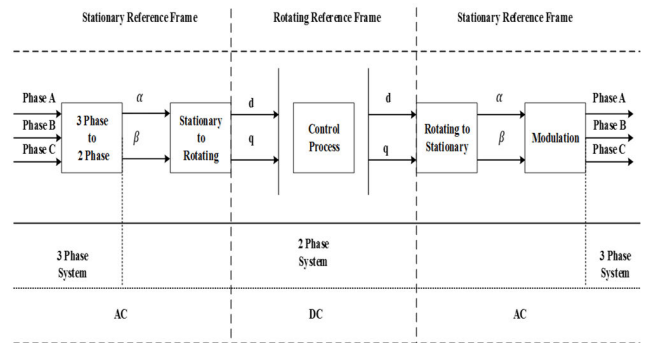 Stationary Reference Frame
Rotating Reference Frame
Stationary Reference Frame
Phase A
Phase B
Phase C
3 Phase
to
2 Phase
α
β
Stationary
to
Rotating
d
q
Control
Process
d
q
Rotating to
Stationary
α
β
Modulation
Phase A
Phase B
Phase C
3 Phase
System
2 Phase
System
3 Phase
System
AC
DC
AC